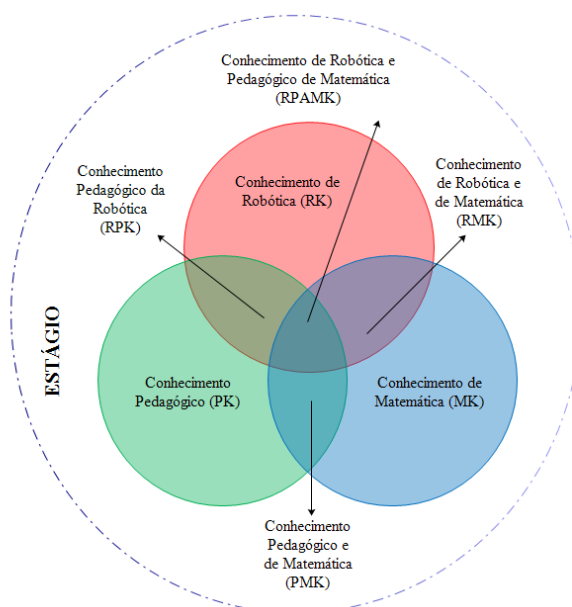 Conhecimento de Robótica e
Pedagógico de Matemática
(RPAMK)
Conhecimento
Pedagógico da
Robótica
(RPK)
Conhecimento de
Robótica (RK)
Conhecimento
de Robótica e
de Matemática
(RMK)
ESTÁGIO
Conhecimento
Pedagógico (PK)
Conhecimento de
Matemática (MK)
Conhecimento
Pedagógico e
de Matemática
(PMK)